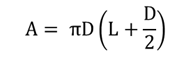 A = πD(L + D/2)